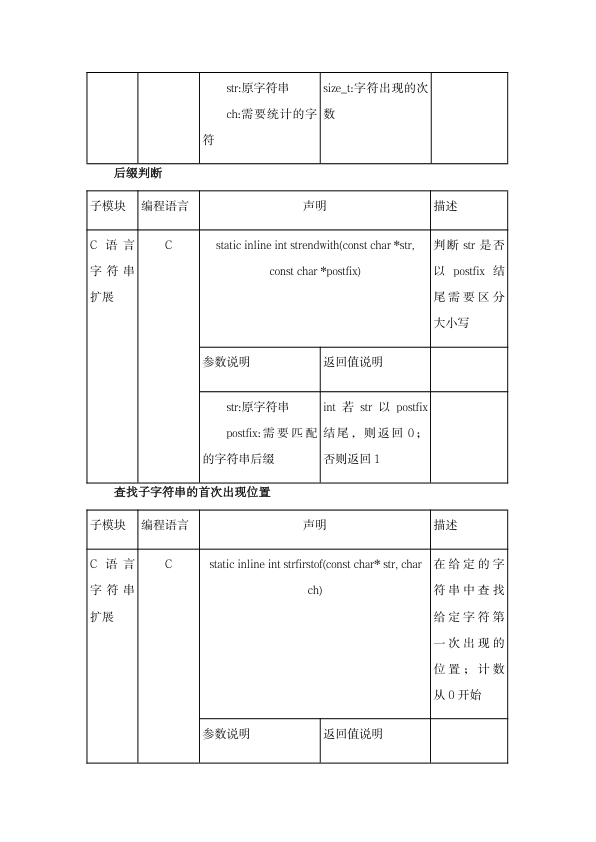 str:原字符串
ch:需要统计的字
符
size_t:字符出现的次
数
后缀判断
子模块 编程语言 声明 描述
C 语言
字符串
扩展
C
static inline int strendwith(const char *str,
const char *postfix)
判断 str 是否
以 postfix 结
尾需要区分
大小写
参数说明 返回值说明
str:原字符串
postfix:需要匹配
的字符串后缀
int 若 str 以 postfix
结尾，则返回 0；
否则返回 1
查找子字符串的首次出现位置
子模块 编程语言 声明 描述
C 语言
字符串
扩展
C
static inline int strfirstof(const char* str, char
ch)
在给定的字
符串中查找
给定字符第
一次出现的
位置；计数
从 0 开始
参数说明 返回值说明